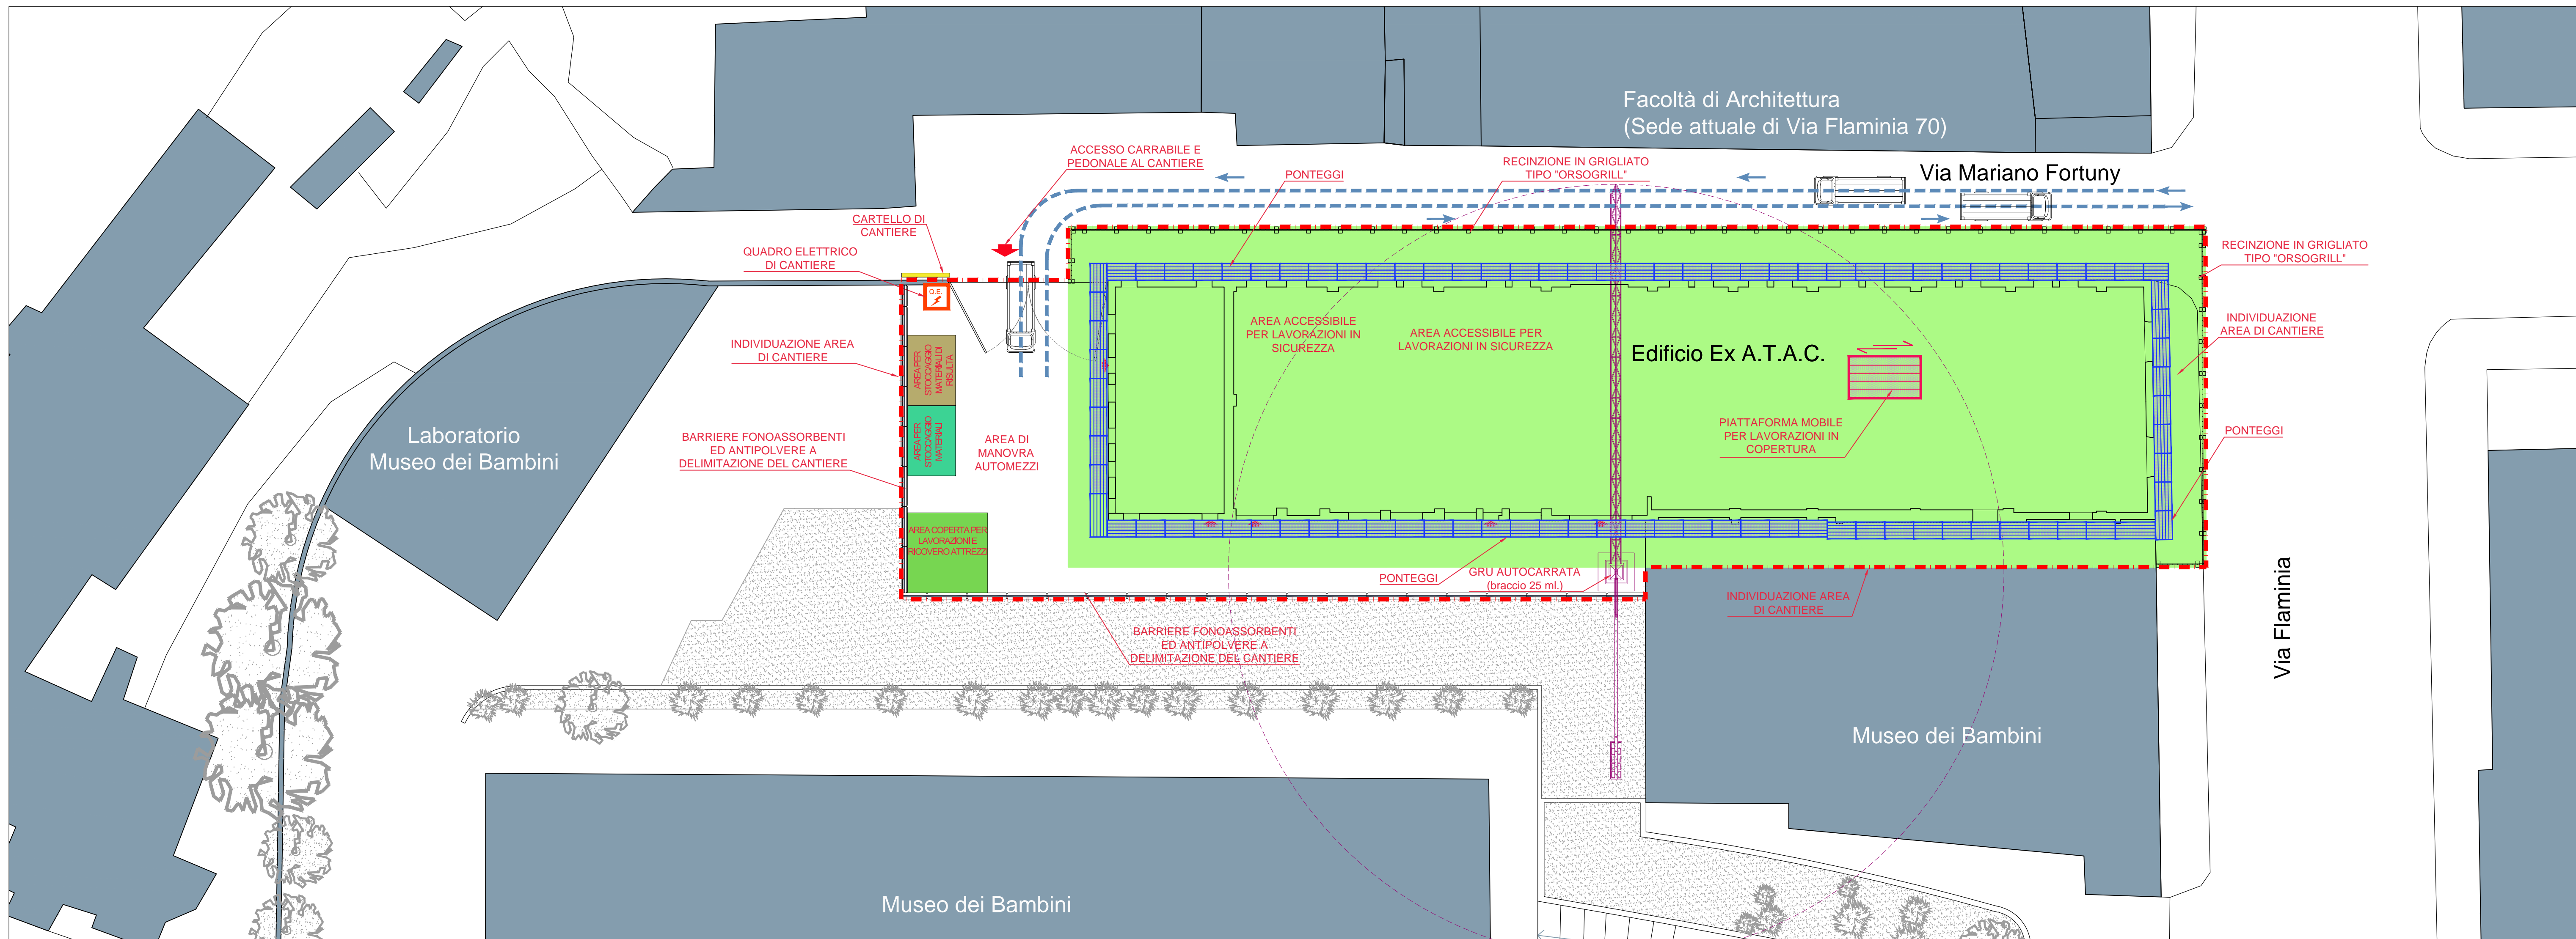 Facoltà di Architettura
(Sede attuale di Via Flaminia 70)
Via Mariano Fortuny
ACCESSO CARRABILE E
PEDONALE AL CANTIERE
PONTEGGI
RECINZIONE IN GRIGLIATO
TIPO "ORSOGRILL"
CARTELLO DI
CANTIERE
QUADRO ELETTRICO
DI CANTIERE
Q.E.
RECINZIONE IN GRIGLIATO
TIPO "ORSOGRILL"
INDIVIDUAZIONE
AREA DI CANTIERE
INDIVIDUAZIONE AREA
DI CANTIERE
AREA PER
STOCCAGGIO
MATERIALI DI
RISULTA
AREA ACCESSIBILE
PER LAVORAZIONI IN
SICUREZZA
AREA ACCESSIBILE PER
LAVORAZIONI IN SICUREZZA
Edificio Ex A.T.A.C.
PIATTAFORMA MOBILE
PER LAVORAZIONI IN
COPERTURA
PONTEGGI
Laboratorio
Museo dei Bambini
BARRIERE FONOASSORBENTI
ED ANTIPOLVERE A
DELIMITAZIONE DEL CANTIERE
AREA PER
STOCCAGGIO
MATERIALI
AREA DI
MANOVRA
AUTOMEZZI
AREA COPERTA PER
LAVORAZIONI E
RICOVERO ATTREZZI
PONTEGGI
GRU AUTOCARRATA
(braccio 25 ml.)
INDIVIDUAZIONE AREA
DI CANTIERE
Via Flaminia
BARRIERE FONOASSORBENTI
ED ANTIPOLVERE A
DELIMITAZIONE DEL CANTIERE
Museo dei Bambini
Museo dei Bambini